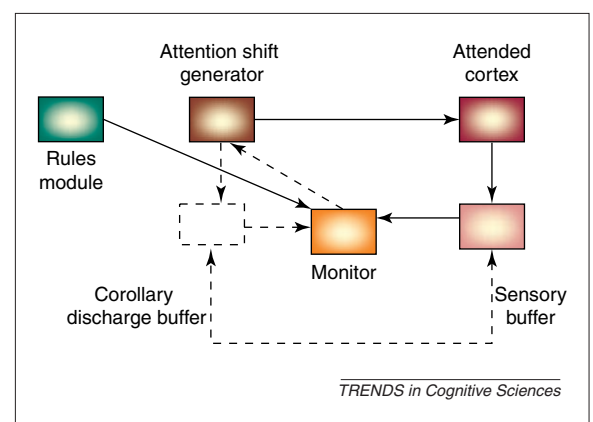 Attention shift
generator
Attended
cortex
Rules
module
Monitor
Corollary
discharge buffer
Sensory
buffer
TRENDS in Cognitive Sciences